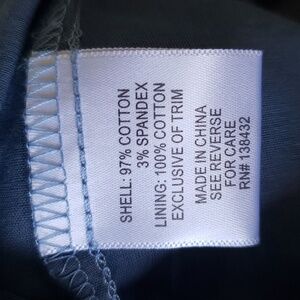 SHELL: 97% COTTON
3% SPANDEX
LINING: 100% COTTON
EXCLUSIVE OF TRIM
MADE IN CHINA
SEE REVERSE
FOR CARE
RN# 138432